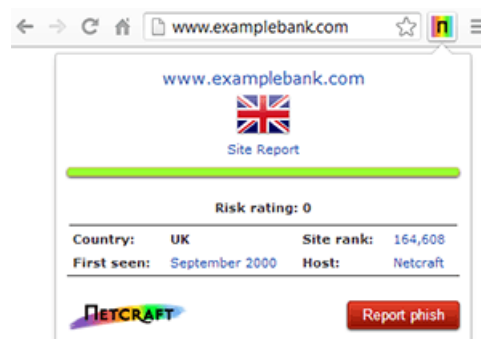 www.examplebank.com
n
www.examplebank.com
Site Report
Risk rating: 0
Country: UK Site rank: 164,608
First seen: September 2000 Host: Netcraft
NETCRAFT Report phish